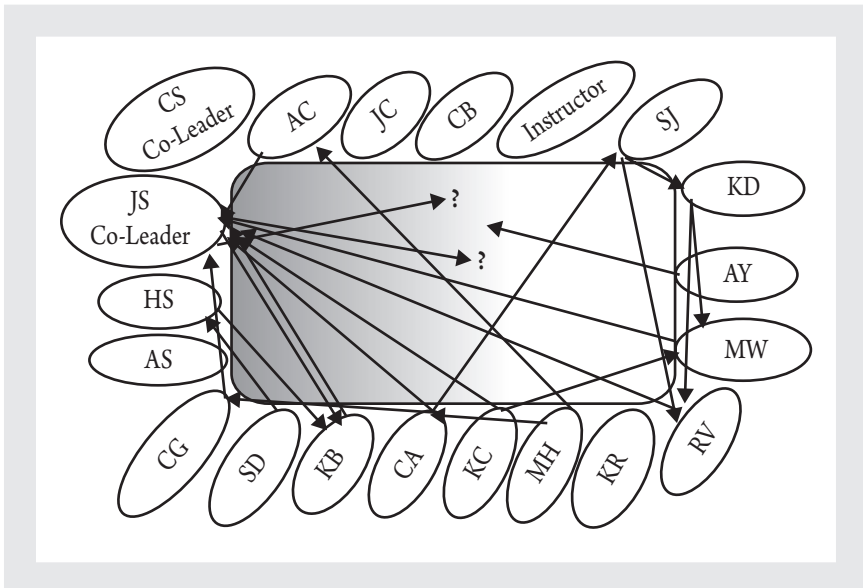 CS
Co-Leader
AC
JC
CB
Instructor
SJ
JS
Co-Leader
?
KD
?
AY
HS
MW
AS
CG
SD
KB
CA
KC
MH
KR
RV